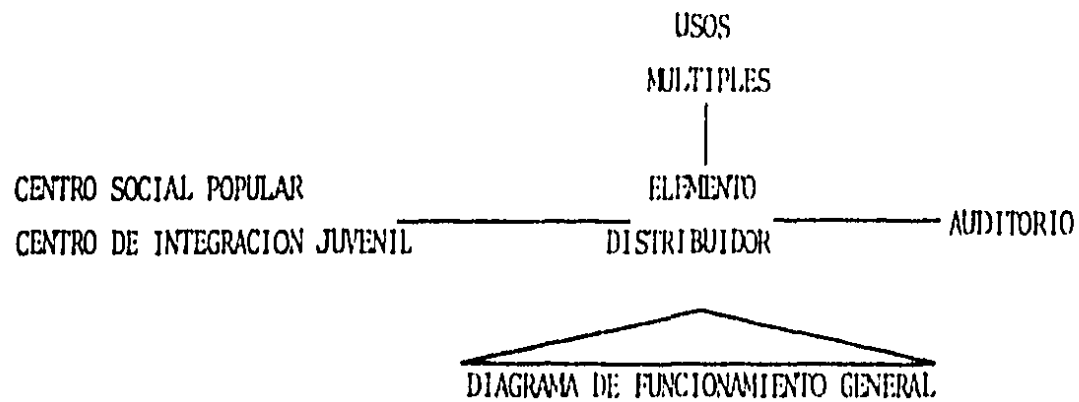 USOS
MULTIPLES
CENTRO SOCIAL POPULAR
CENTRO DE INTEGRACION JUVENIL
ELEMENTO
DISTRIBUIDOR
AUDITORIO
DIAGRAMA DE FUNCIONAMIENTO GENERAL